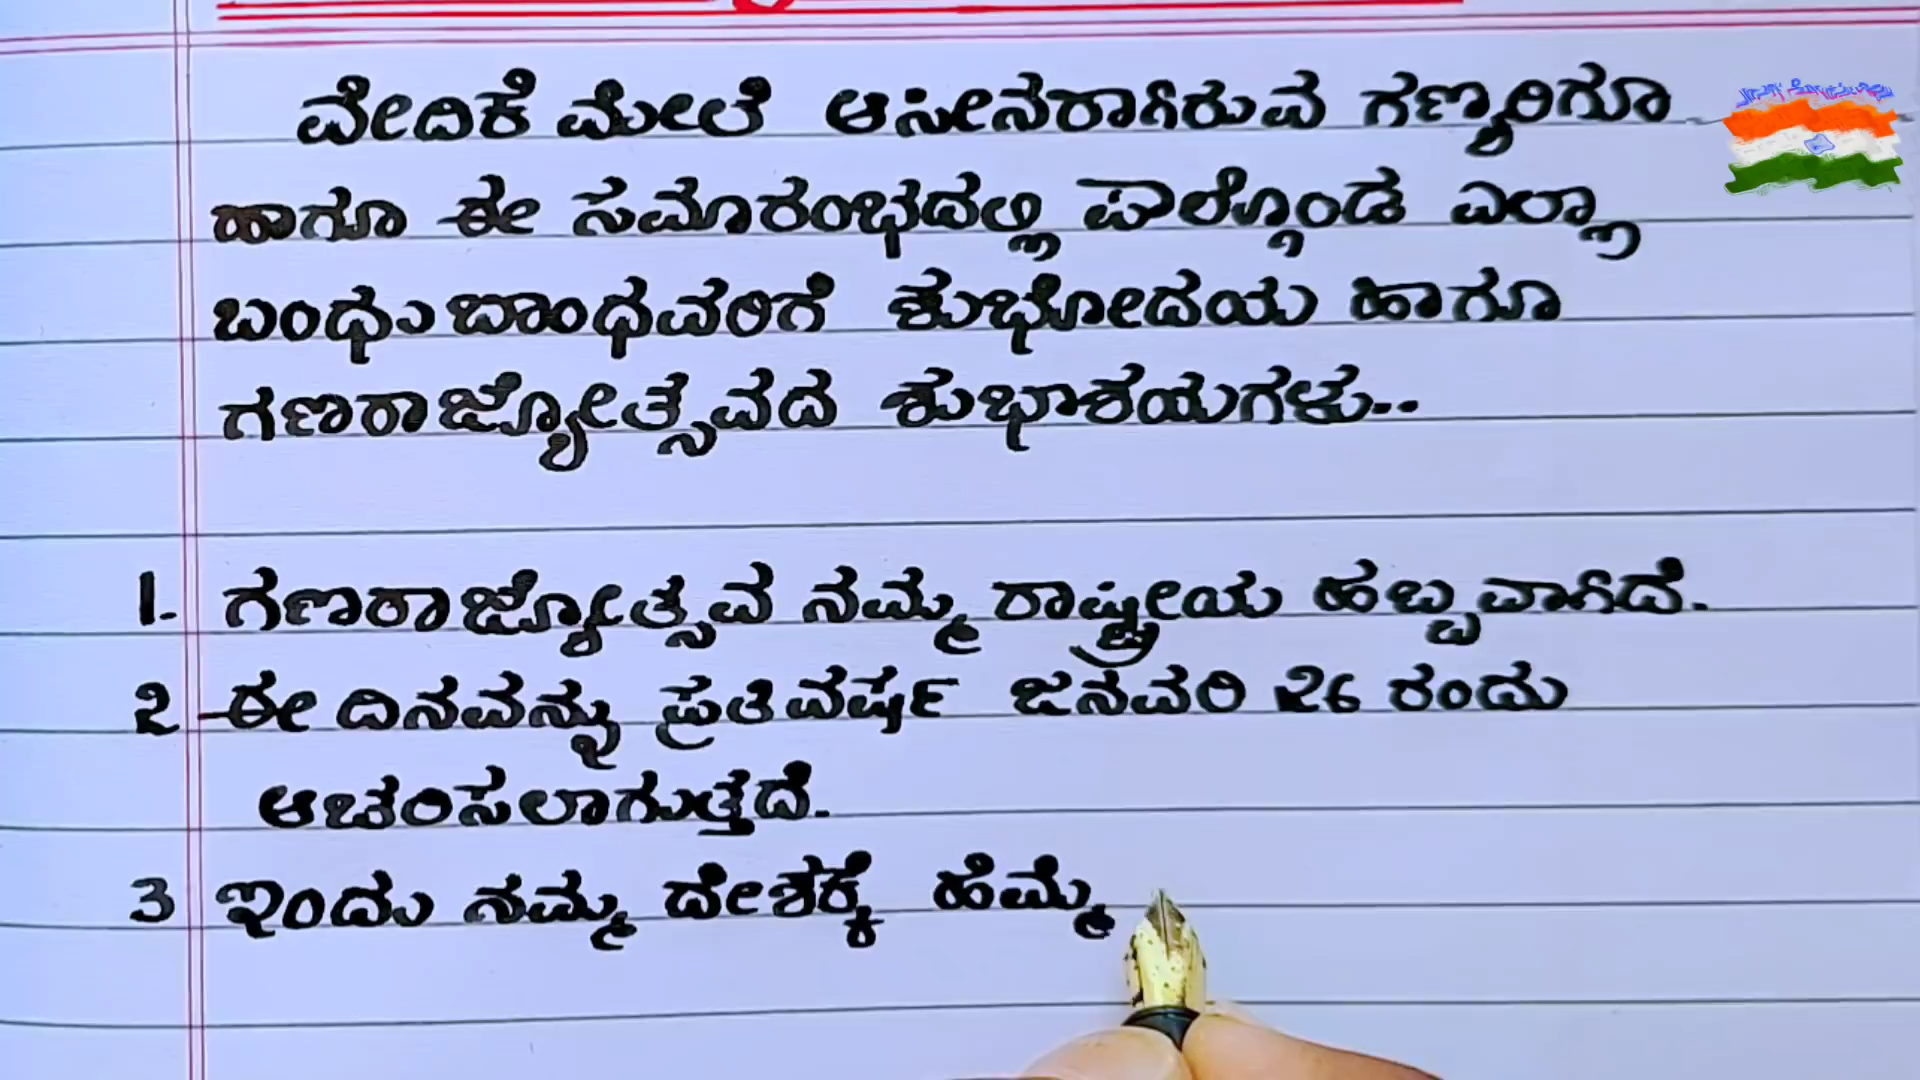 ವೇದಿಕೆ ಮೇಲೆ ಆಸೀನರಾಗಿರುವ ಗಣ್ಯರಿಗೂ
ಹಾಗೂ ಈ ಸಮಾರಂಭದಲ್ಲಿ ಪಾಲ್ಗೊಂಡ ಎಲ್ಲಾ
ಬಂಧು ಬಾಂಧವರಿಗೆ ಶುಭೋದಯ ಹಾಗೂ
ಗಣರಾಜ್ಯೋತ್ಸವದ ಶುಭಾಶಯಗಳು..
1. ಗಣರಾಜ್ಯೋತ್ಸವ ನಮ್ಮ ರಾಷ್ಟ್ರೀಯ ಹಬ್ಬವಾಗಿದೆ.
2 ಈ ದಿನವನ್ನು ಪ್ರತಿವರ್ಷ ಜನವರಿ 26 ರಂದು
ಆಚರಿಸಲಾಗುತ್ತದೆ.
3 ಇಂದು ನಮ್ಮ ದೇಶಕ್ಕೆ ಹೆಮ್ಮೆ